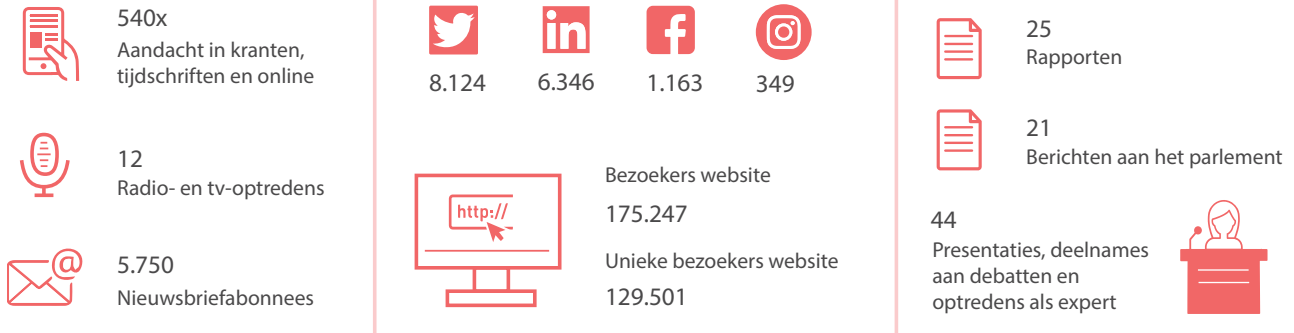 540x
Aandacht in kranten,
tijdschriften en online
12
Radio- en tv-optredens
@
5.750
Nieuwsbriefabonnees
in
f
8.124
6.346
1.163
349
http://
Bezoekers website
175.247
Unieke bezoekers website
129.501
25
Rapporten
21
Berichten aan het parlement
44
Presentaties, deelnames
aan debatten en
optredens als expert